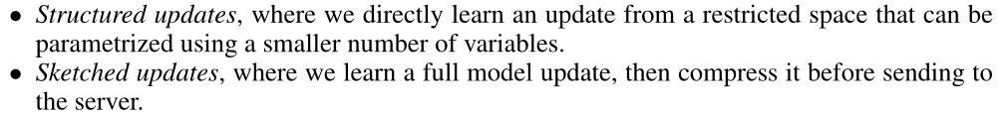 • Structured updates, where we directly learn an update from a restricted space that can be
parametrized using a smaller number of variables.
• Sketched updates, where we learn a full model update, then compress it before sending to
the server.